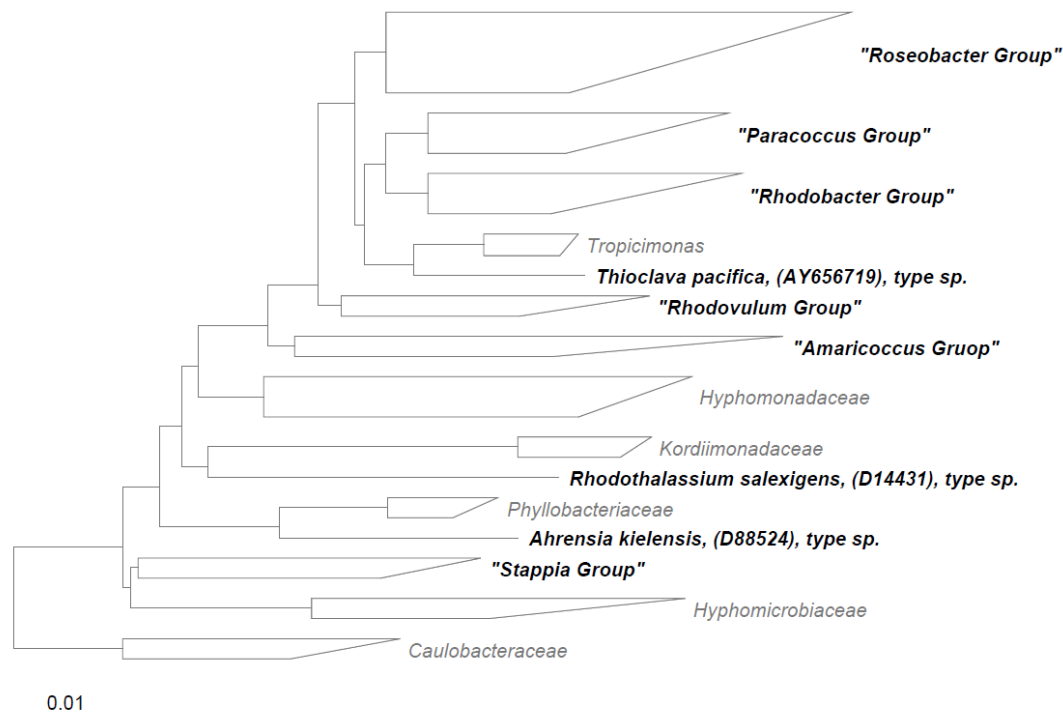 "Roseobacter Group"
"Paracoccus Group"
"Rhodobacter Group"
Tropicimonas
Thioclava pacifica, (AY656719), type sp.
"Rhodovulum Group"
"Amaricoccus Gruop"
Hyphomonadaceae
Kordiimonadaceae
Rhodothalassium salexigens, (D14431), type sp.
Phyllobacteriaceae
Ahrensia kielensis, (D88524), type sp.
"Stappia Group"
Hyphomicrobiaceae
Caulobacteraceae
0.01